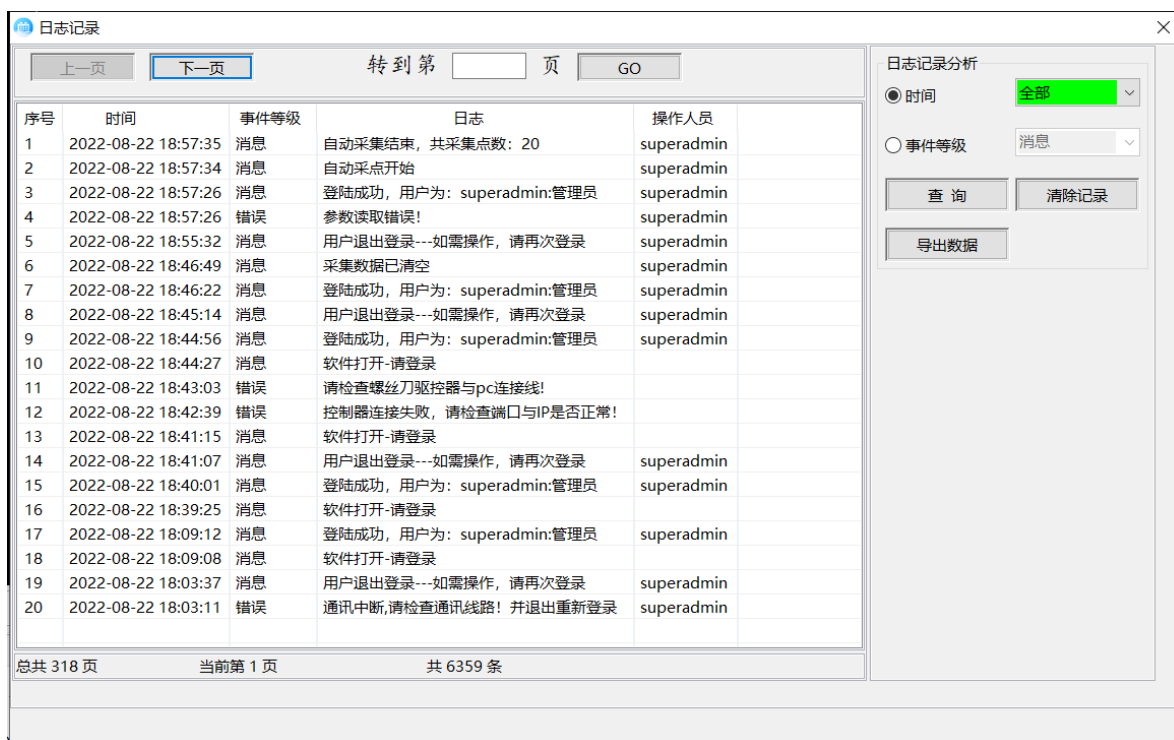 日志记录
上一页 下一页 转到第 页 GO
序号 时间 事件等级 日志 操作人员
1 2022-08-22 18:57:35 消息 自动采集结束，共采集点数：20 superadmin
2 2022-08-22 18:57:34 消息 自动采点开始 superadmin
3 2022-08-22 18:57:26 消息 登陆成功，用户为：superadmin:管理员 superadmin
4 2022-08-22 18:57:26 错误 参数读取错误！ superadmin
5 2022-08-22 18:55:32 消息 用户退出登录---如需操作，请再次登录 superadmin
6 2022-08-22 18:46:49 消息 采集数据已清空 superadmin
7 2022-08-22 18:46:22 消息 登陆成功，用户为：superadmin:管理员 superadmin
8 2022-08-22 18:45:14 消息 用户退出登录---如需操作，请再次登录 superadmin
9 2022-08-22 18:44:56 消息 登陆成功，用户为：superadmin:管理员 superadmin
10 2022-08-22 18:44:27 消息 软件打开-请登录
11 2022-08-22 18:43:03 错误 请检查螺丝刀驱控器与pc连接线!
12 2022-08-22 18:42:39 错误 控制器连接失败，请检查端口与IP是否正常！
13 2022-08-22 18:41:15 消息 软件打开-请登录
14 2022-08-22 18:41:07 消息 用户退出登录---如需操作，请再次登录 superadmin
15 2022-08-22 18:40:01 消息 登陆成功，用户为：superadmin:管理员 superadmin
16 2022-08-22 18:39:25 消息 软件打开-请登录
17 2022-08-22 18:09:12 消息 登陆成功，用户为：superadmin:管理员 superadmin
18 2022-08-22 18:09:08 消息 软件打开-请登录
19 2022-08-22 18:03:37 消息 用户退出登录---如需操作，请再次登录 superadmin
20 2022-08-22 18:03:11 错误 通讯中断,请检查通讯线路！并退出重新登录 superadmin
总共 318 页 当前第 1 页 共 6359 条
日志记录分析
时间 全部
事件等级 消息
查 询 清除记录
导出数据